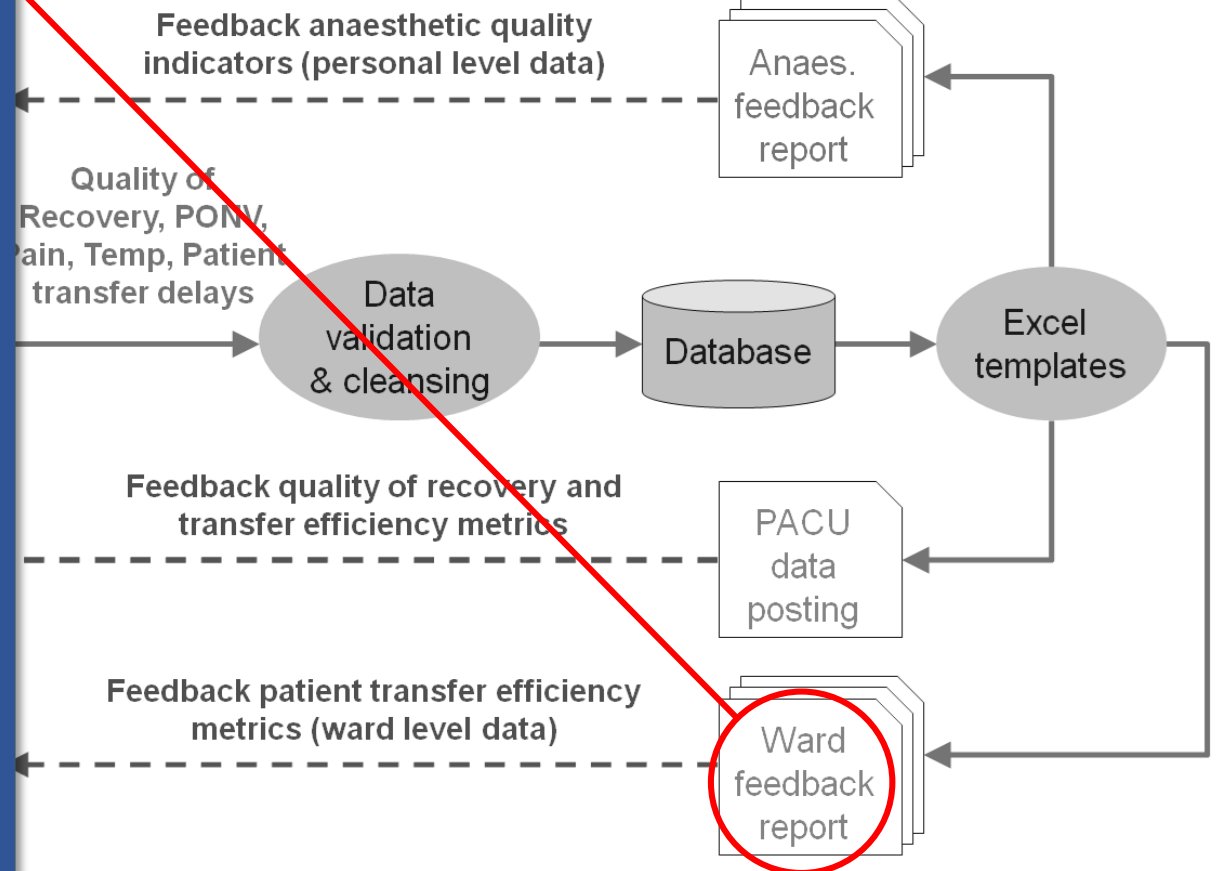 Feedback anaesthetic quality
indicators (personal level data)
Anaes.
feedback
report
Quality of
Recovery, PONV,
Temp, Patient
transfer delays
Data
validation
& cleansing
Database
Excel
templates
Feedback quality of recovery and
transfer efficiency metrics
PACU
data
posting
Feedback patient transfer efficiency
metrics (ward level data)
Ward
feedback
report